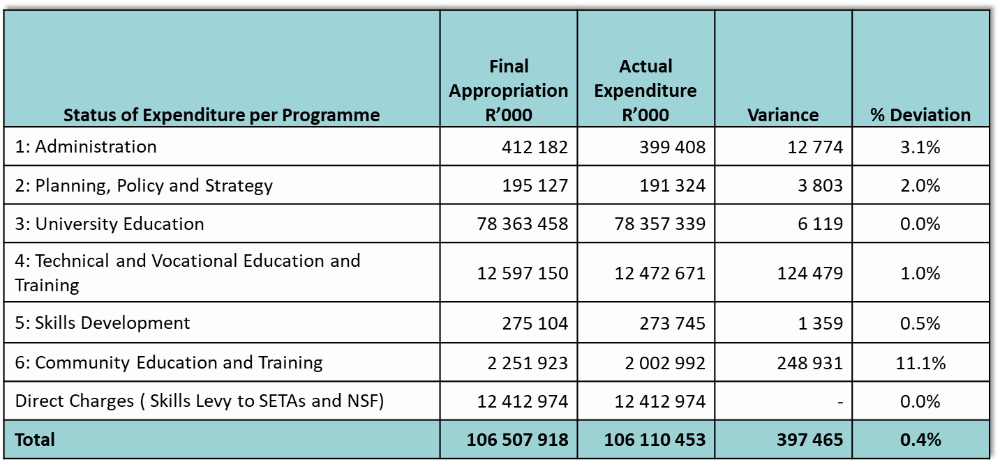 Status of Expenditure per Programme Final Appropriation R’000 Actual Expenditure R’000 Variance % Deviation
1: Administration 412 182 399 408 12 774 3.1%
2: Planning, Policy and Strategy 195 127 191 324 3 803 2.0%
3: University Education 78 363 458 78 357 339 6 119 0.0%
4: Technical and Vocational Education and
Training 12 597 150 12 472 671 124 479 1.0%
5: Skills Development 275 104 273 745 1 359 0.5%
6: Community Education and Training 2 251 923 2 002 992 248 931 11.1%
Direct Charges ( Skills Levy to SETAs and NSF) 12 412 974 12 412 974 - 0.0%
Total 106 507 918 106 110 453 397 465 0.4%